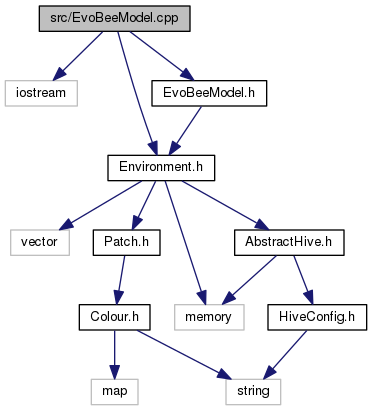 src/EvoBeeModel.cpp
iostream
EvoBeeModel.h
Environment.h
vector
Patch.h
AbstractHive.h
Colour.h
memory
HiveConfig.h
map
string